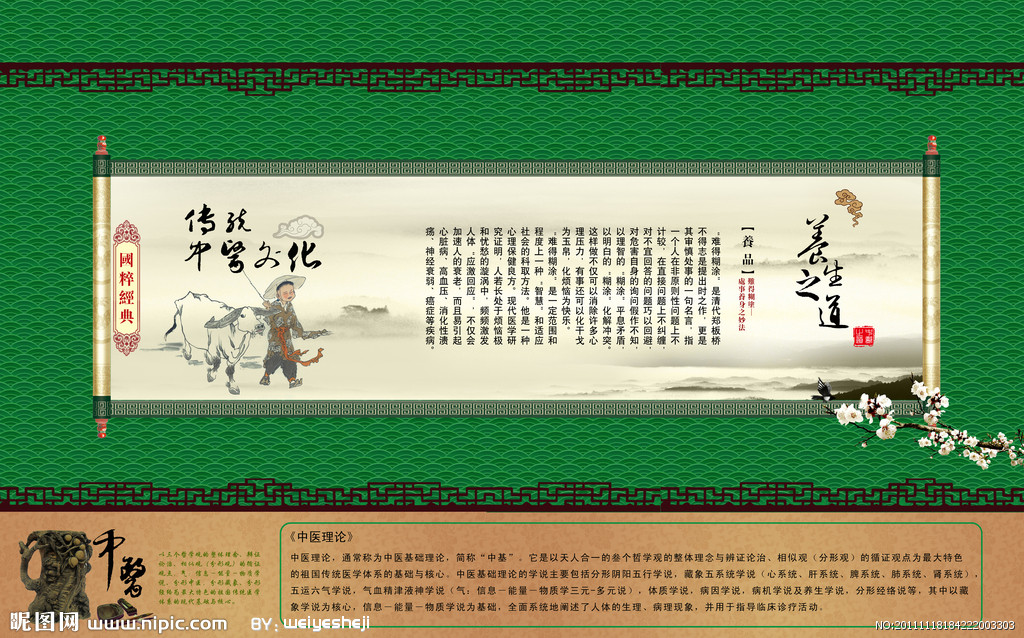 養生
之道
【養品】
難得糊塗——
處事養身之妙法
“难得糊涂”是清代郑板桥
不得志是提出时之作，更是
其审慎处事的一句名言，指
一个人在非原则性问题上不
计较，在直接问题上不纠缠，
对不宜回答的问题巧以回避，
对危害自身的询问假作不知，
以理智的“糊涂”平息矛盾，
以明白的“糊涂”化解冲突。
这样做不仅可以消除许多心
理压力，有事还可以化干戈
为玉帛，化烦恼为快乐。
“难得糊涂”是一定范围和
程度上一种“智慧”和适应
社会的科取方法。他是一种
心理保健良方，现代医学研
究证明，人若长处于烦恼极
和忧愁的漩涡中，频频激发
人体“应激回应”，不仅会
加速人的衰老，而且易引起
心脏病、高血压、消化性溃
疡、神经衰弱、癌症等疾病。
传统
中醫文化
國粹經典
中醫
《中医理论》
中医理论，通常称为中医基础理论，简称“中基”。它是以天人合一的叁个哲学观的整体理念与辨证论治、相似观（分形观）的循证观点为最大特色
的祖国传统医学体系的基础与核心。中医基础理论的学说主要包括分形阴阳五行学说，藏象五系统学说（心系统、肝系统、脾系统、肺系统、肾系统），
五运六气学说，气血精津液神学说（气：信息－能量－物质学三元-多元说），体质学说，病因学说，病机学说及养生学说，分形经络说等，其中以藏
象学说为核心，信息－能量－物质学说为基础，全面系统地阐述了人体的生理、病理现象，并用于指导临床诊疗活动。
昵图网 www.nipic.com
BY: weiyesheji
NO:20111118184222003303